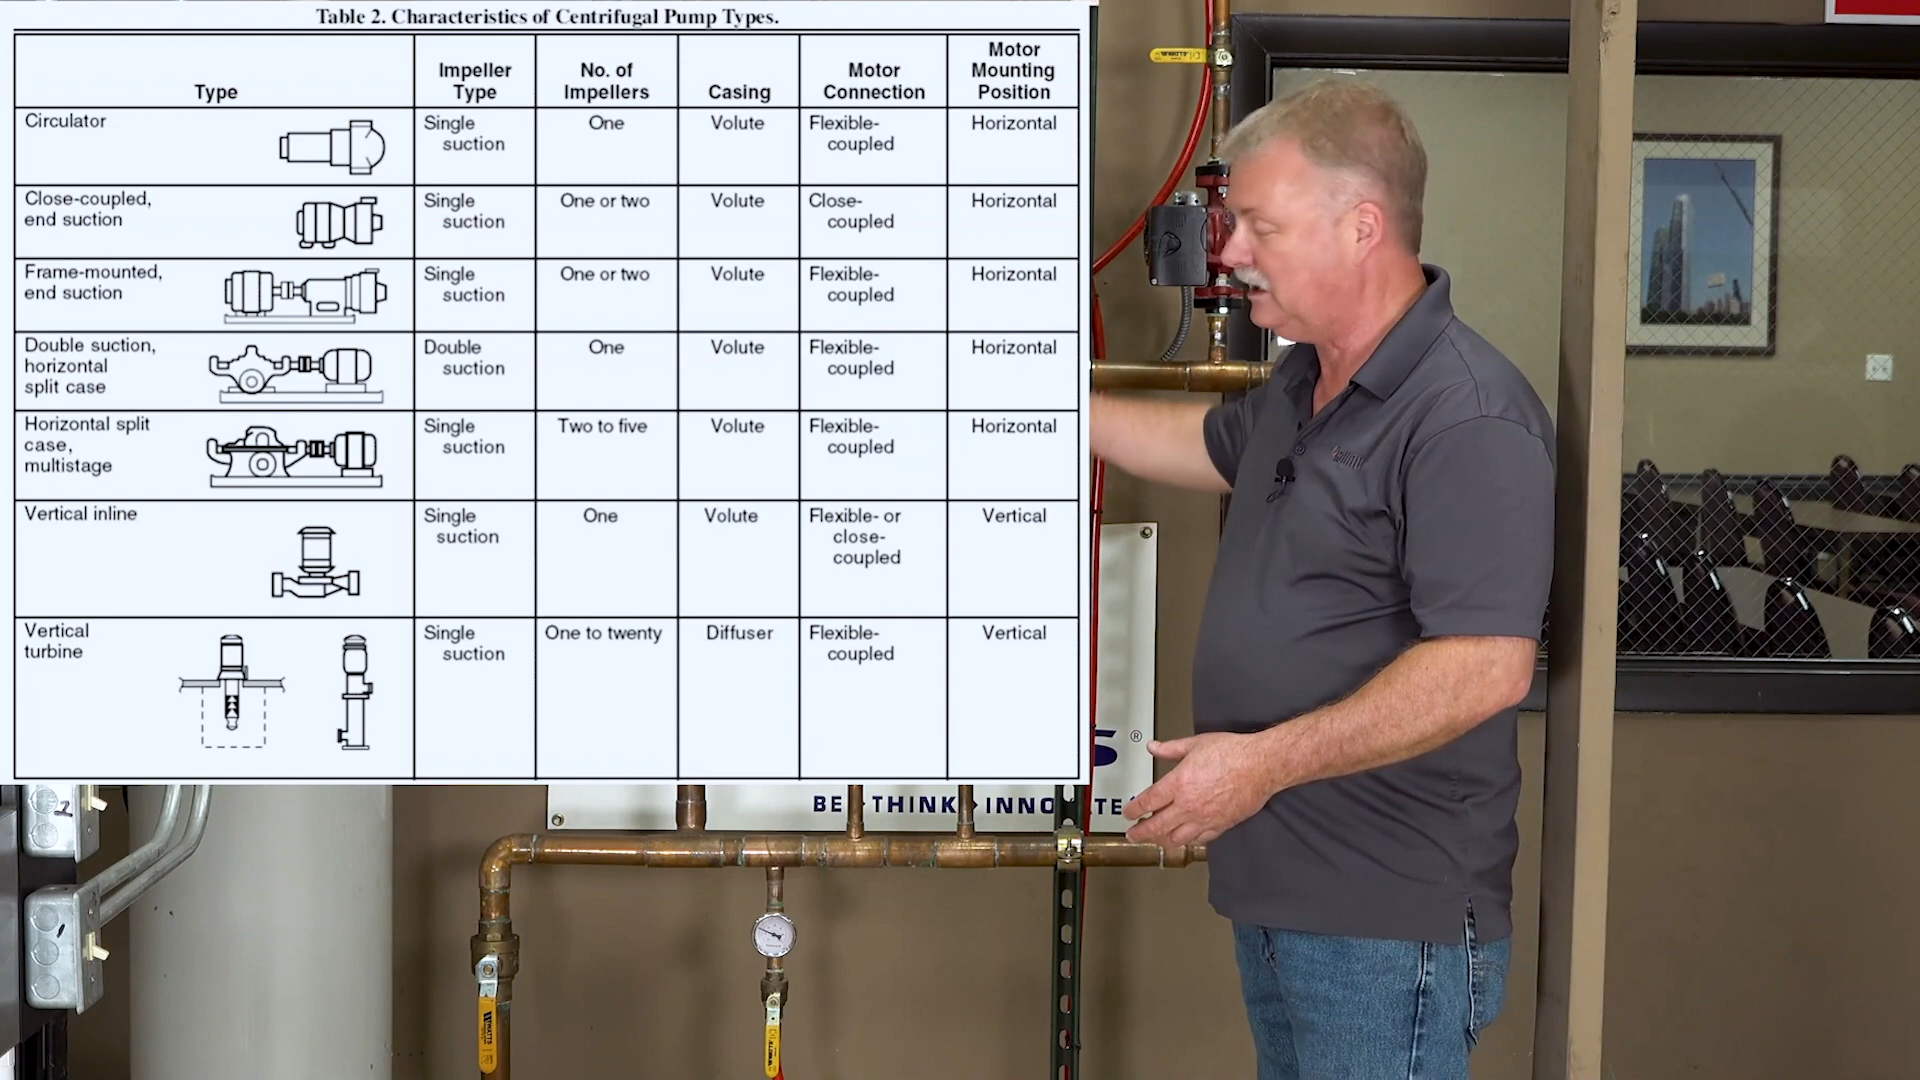 Table 2. Characteristics of Centrifugal Pump Types.
Type
Impeller Type
No. of Impellers
Casing
Motor Connection
Motor Mounting Position
Circulator
Single suction
One
Volute
Flexible-coupled
Horizontal
Close-coupled, end suction
Single suction
One or two
Volute
Close-coupled
Horizontal
Frame-mounted, end suction
Single suction
One or two
Volute
Flexible-coupled
Horizontal
Double suction, horizontal split case
Double suction
One
Volute
Flexible-coupled
Horizontal
Horizontal split case, multistage
Single suction
Two to five
Volute
Flexible-coupled
Horizontal
Vertical inline
Single suction
One
Volute
Flexible- or close-coupled
Vertical
Vertical turbine
Single suction
One to twenty
Diffuser
Flexible-coupled
Vertical
S®
BE THINK INNO TE
2
WATTS